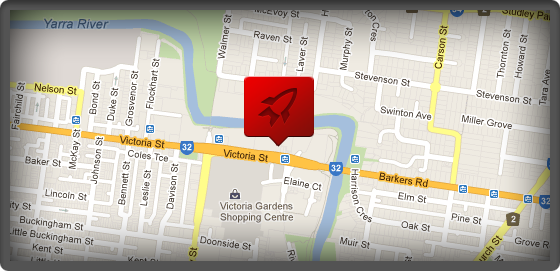 Studley Park
Yarra River
McEvoy St
Walmer St
Raven St
Laver St
Murphy St
Carson St
Thornton St
Howard St
Tara Ave
Stevenson St
Stevenson St
Nelson St
Bond St
Duke St
Grosvenor St
Flockhart St
Fairchild St
Swinton Ave
Miller Grove
McKay St
Johnson St
Victoria St
32
Victoria St
32
Barkers Rd
Baker St
Coles Tce
Bennett St
Leslie St
Davison St
Elaine Ct
Harrison Cres
Elm St
Lincoln St
Victoria Gardens
Shopping Centre
Pine St
2
Oak St
Buckingham St
Little Buckingham St
Kent St
Kent St
Doonside St
Muir St
Grove Rd